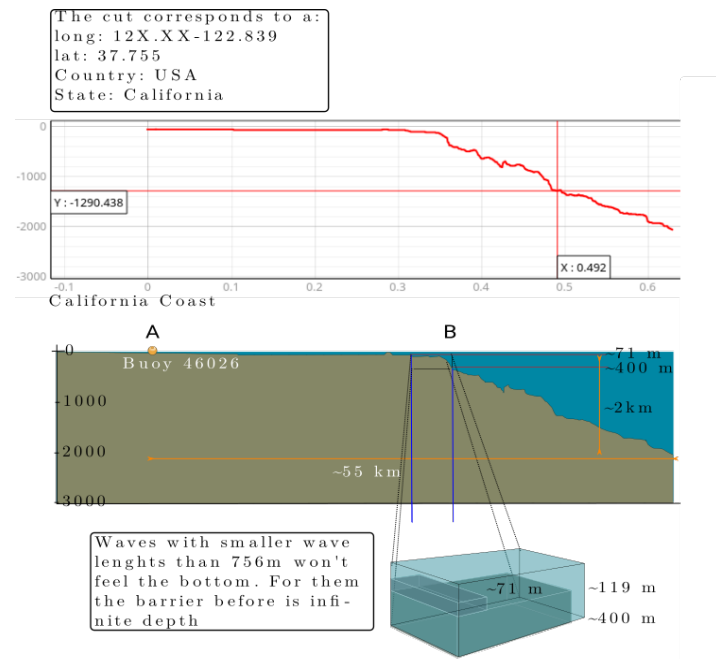 The cut corresponds to a:
long: 12X.XX-122.839
lat: 37.755
Country: USA
State: California
0
-1000
Y : -1290.438
-2000
X : 0.492
-3000
-0.1 0 0.1 0.2 0.3 0.4 0.5 0.6
California Coast
A B
0
~71 m
Buoy 46026
~400 m
-1000
~2km
-2000
~55 km
-3000
Waves with smaller wave
lenghts than 756m won't
feel the bottom. For them
the barrier before is infi-
nite depth
~71 m
~119 m
~400 m